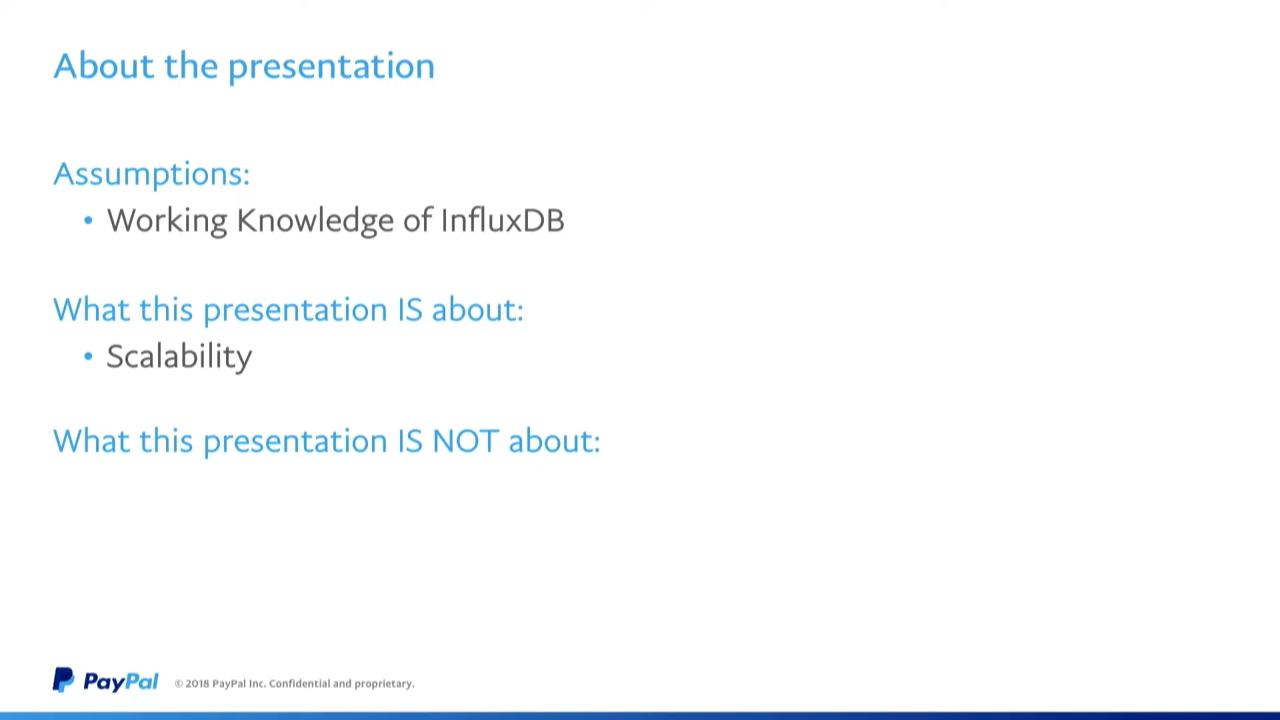 About the presentation
Assumptions:
• Working Knowledge of InfluxDB
What this presentation IS about:
• Scalability
What this presentation IS NOT about:
PayPal © 2018 PayPal Inc. Confidential and proprietary.